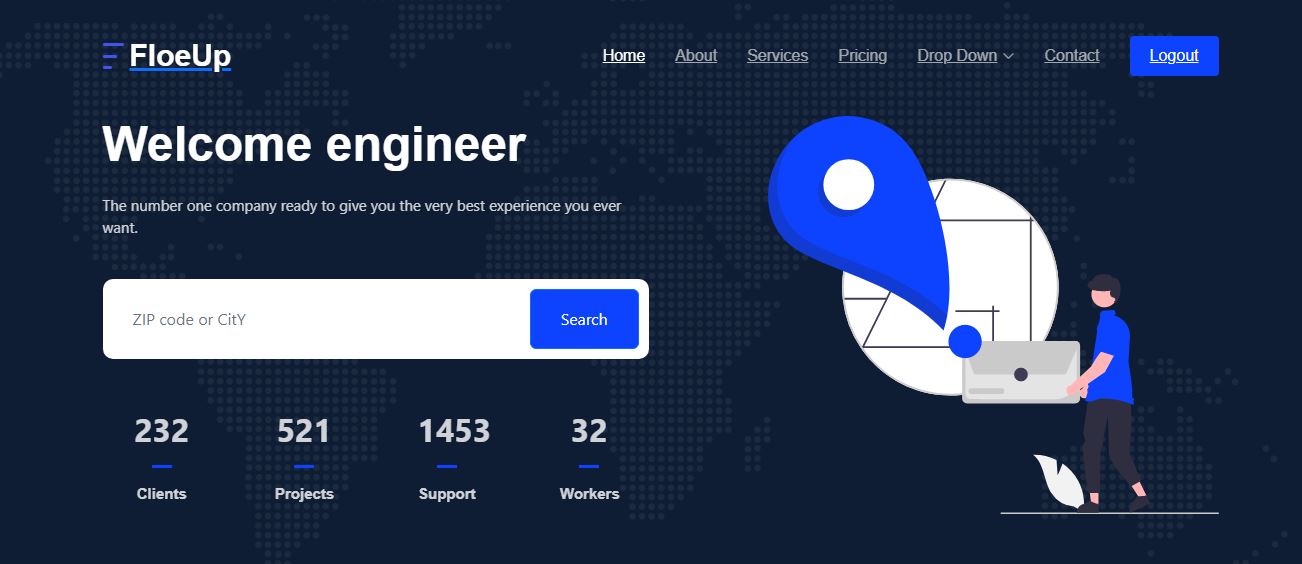 FloeUp
Home About Services Pricing Drop Down Contact Logout
Welcome engineer
The number one company ready to give you the very best experience you ever
want.
ZIP code or CitY Search
232 521 1453 32
Clients Projects Support Workers